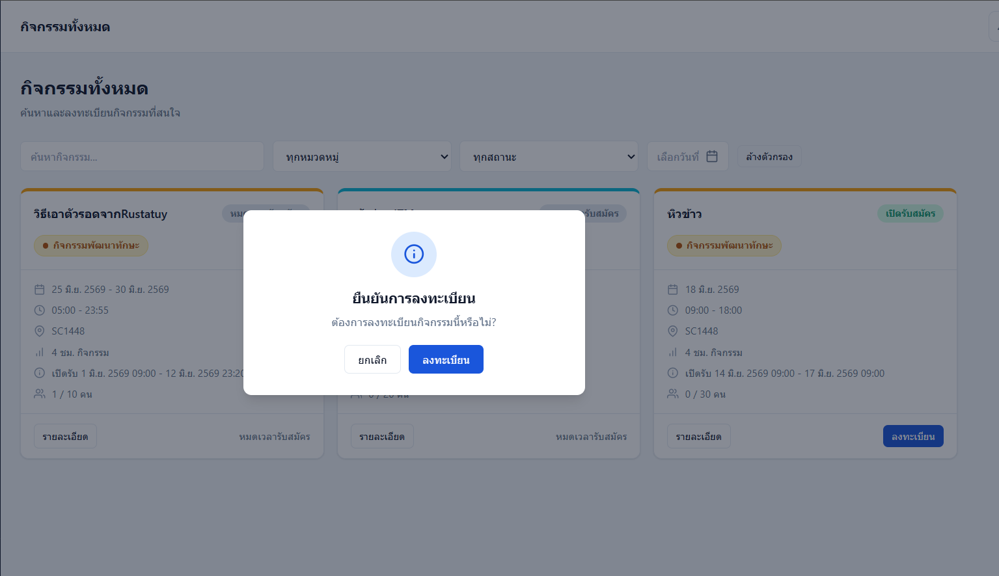 กิจกรรมทั้งหมด
กิจกรรมทั้งหมด
ค้นหาและลงทะเบียนกิจกรรมที่สนใจ
ค้นหากิจกรรม...
ทุกหมวดหมู่
ทุกสถานะ
เลือกวันที่
ล้างตัวกรอง
วิธีเอาตัวรอดจากRustatuy
กิจกรรมพัฒนาทักษะ
25 มิ.ย. 2569 - 30 มิ.ย. 2569
05:00 - 23:55
SC1448
4 ชม. กิจกรรม
เปิดรับ 1 มิ.ย. 2569 09:00 - 12 มิ.ย. 2569 23:20
1 / 10 คน
รายละเอียด
หมดเวลารับสมัคร
รับสมัคร
รายละเอียด
หมดเวลารับสมัคร
ยืนยันการลงทะเบียน
ต้องการลงทะเบียนกิจกรรมนี้หรือไม่?
ยกเลิก
ลงทะเบียน
หิวข้าว
เปิดรับสมัคร
กิจกรรมพัฒนาทักษะ
18 มิ.ย. 2569
09:00 - 18:00
SC1448
4 ชม. กิจกรรม
เปิดรับ 14 มิ.ย. 2569 09:00 - 17 มิ.ย. 2569 09:00
0 / 30 คน
รายละเอียด
ลงทะเบียน